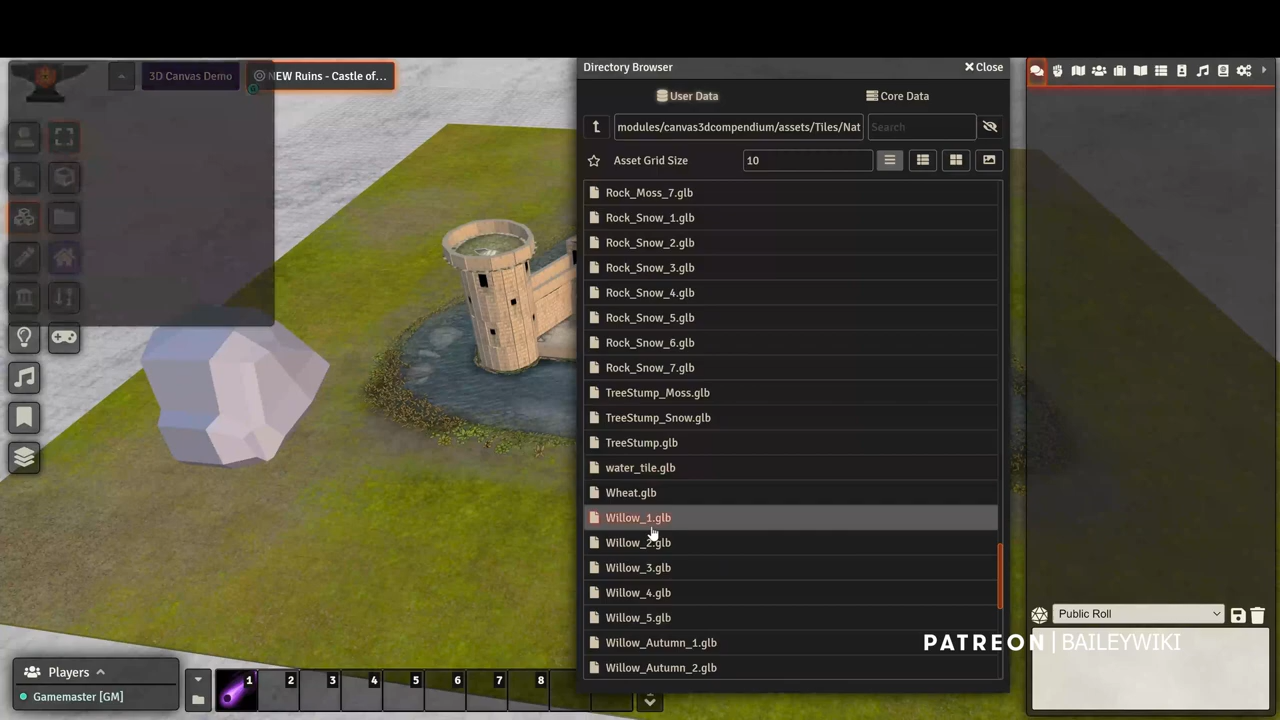 3D Canvas Demo
NEW Ruins - Castle of...
Directory Browser
Close
User Data
Core Data
modules/canvas3dcompendium/assets/Tiles/Nat
Search
Asset Grid Size
10
Rock_Moss_7.glb
Rock_Snow_1.glb
Rock_Snow_2.glb
Rock_Snow_3.glb
Rock_Snow_4.glb
Rock_Snow_5.glb
Rock_Snow_6.glb
Rock_Snow_7.glb
TreeStump_Moss.glb
TreeStump_Snow.glb
TreeStump.glb
water_tile.glb
Wheat.glb
Willow_1.glb
Willow_2.glb
Willow_3.glb
Willow_4.glb
Willow_5.glb
Willow_Autumn_1.glb
Willow_Autumn_2.glb
Public Roll
PATREON | BAILEYWIKI
Players
Gamemaster [GM]
1 2 3 4 5 6 7 8